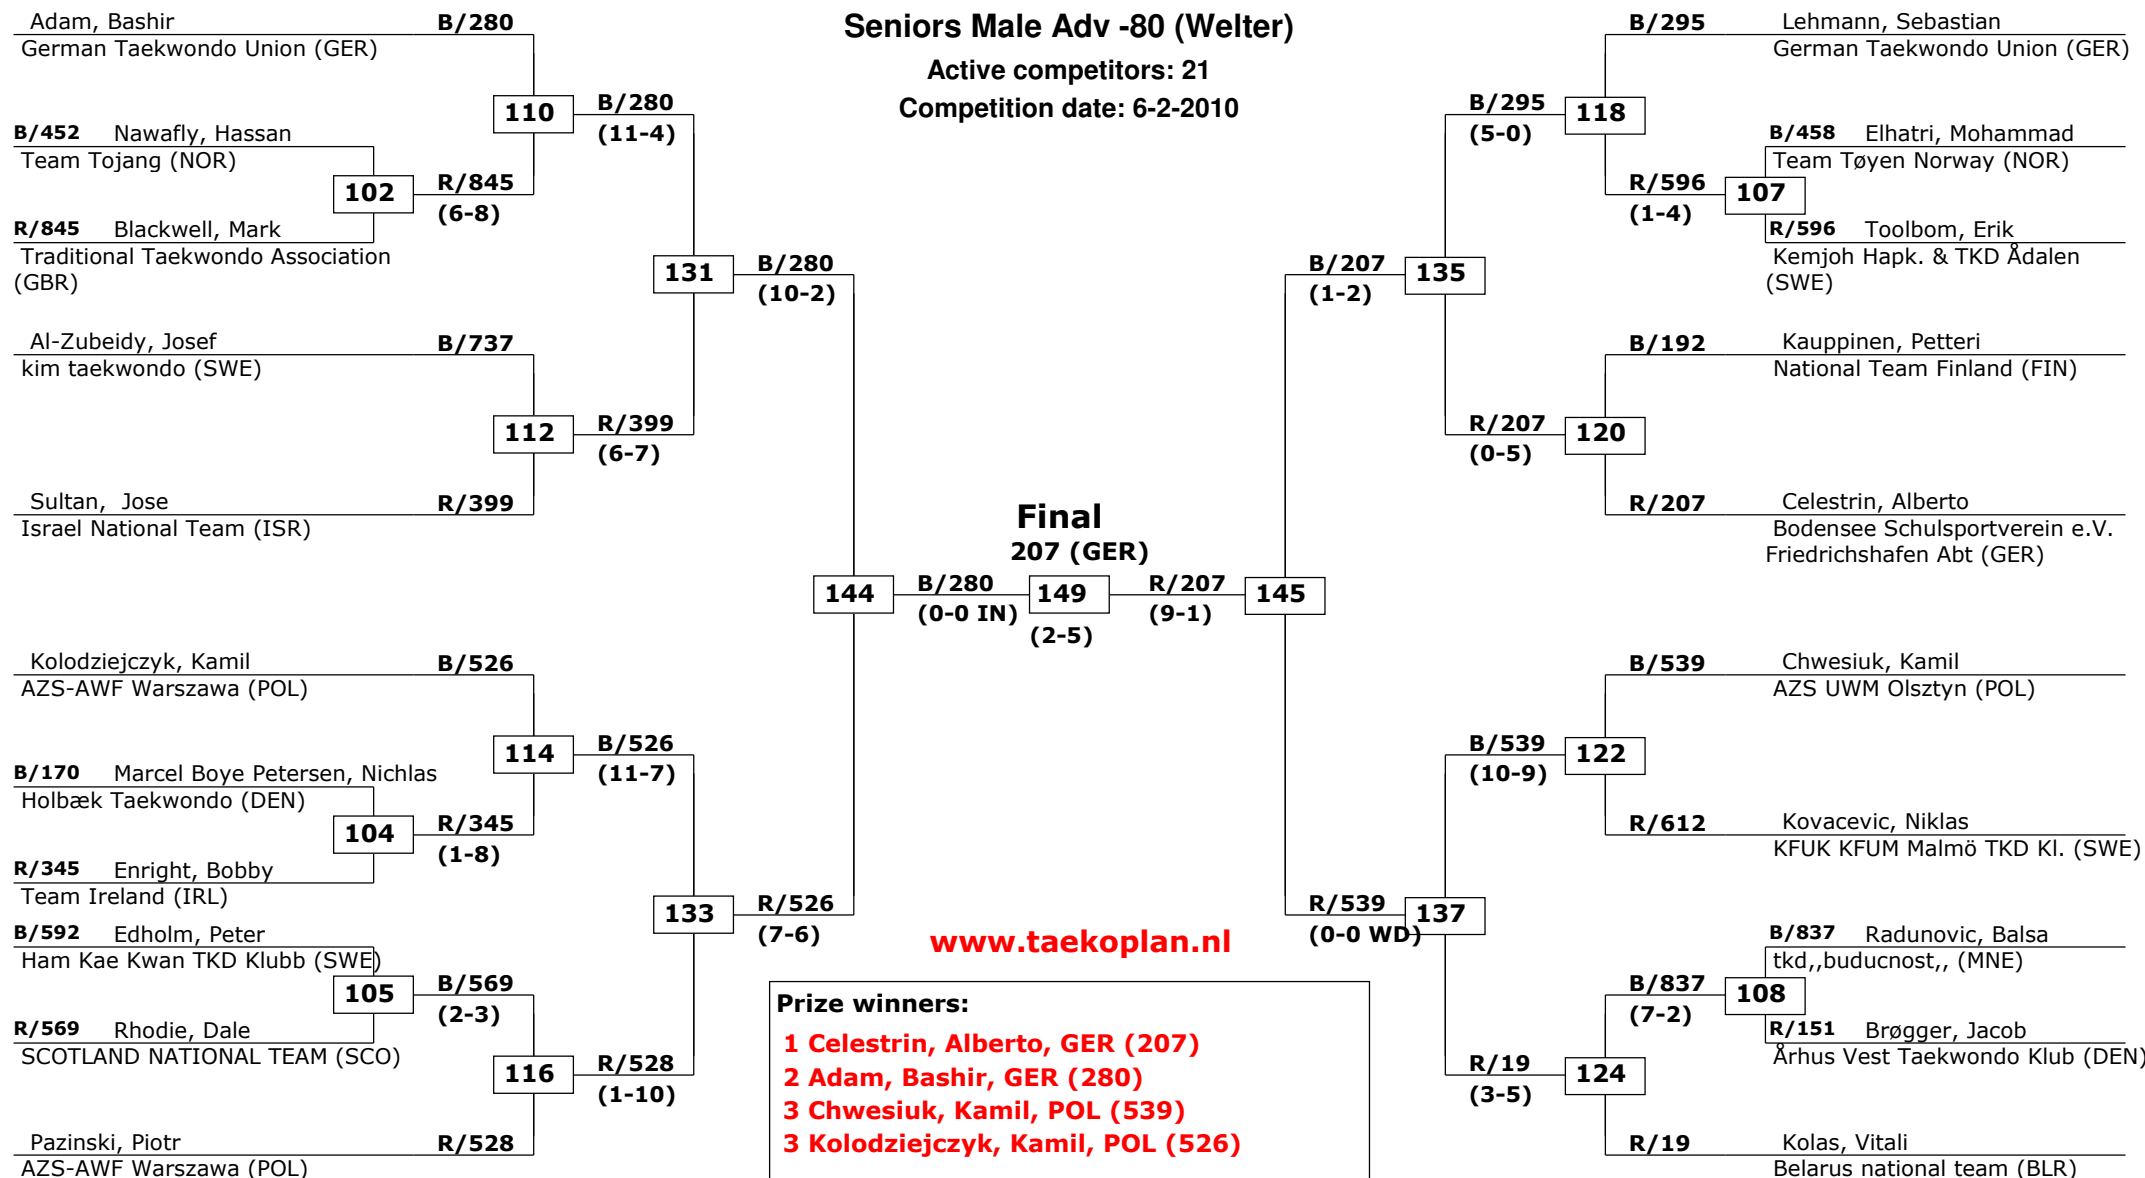 Seniors Male Adv -80 (Welter)
Active competitors: 21
Competition date: 6-2-2010
Adam, Bashir
B/280
German Taekwondo Union (GER)
110
B/280
(11-4)
B/452 Nawafly, Hassan
Team Tojang (NOR)
102
R/845
(6-8)
R/845 Blackwell, Mark
Traditional Taekwondo Association
(GBR)
131
B/280
(10-2)
Al-Zubeidy, Josef
B/737
kim taekwondo (SWE)
112
R/399
(6-7)
Sultan, Jose
R/399
Israel National Team (ISR)
144
B/280
(0-0 IN)
Kolodziejczyk, Kamil
B/526
AZS-AWF Warszawa (POL)
114
B/526
(11-7)
B/170 Marcel Boye Petersen, Nichlas
Holbæk Taekwondo (DEN)
104
R/345
(1-8)
R/345 Enright, Bobby
Team Ireland (IRL)
133
R/526
(7-6)
B/592 Edholm, Peter
Ham Kae Kwan TKD Klubb (SWE)
105
B/569
(2-3)
R/569 Rhodie, Dale
SCOTLAND NATIONAL TEAM (SCO)
116
R/528
(1-10)
Pazinski, Piotr
R/528
AZS-AWF Warszawa (POL)
Final
207 (GER)
149
(2-5)
R/207
(9-1)
145
B/295
Lehmann, Sebastian
German Taekwondo Union (GER)
B/295
(5-0)
118
B/458 Elhatri, Mohammad
Team Tøyen Norway (NOR)
R/596
(1-4)
107
R/596 Toolbom, Erik
Kemjoh Hapk. & TKD Ådalen
(SWE)
B/207
(1-2)
135
B/192
Kauppinen, Petteri
National Team Finland (FIN)
R/207
(0-5)
120
R/207
Celestrin, Alberto
Bodensee Schulsportverein e.V.
Friedrichshafen Abt (GER)
B/539
Chwesiuk, Kamil
AZS UWM Olsztyn (POL)
B/539
(10-9)
122
R/612
Kovacevic, Niklas
KFUK KFUM Malmö TKD Kl. (SWE)
R/539
(0-0 WD)
137
B/837 Radunovic, Balsa
tkd,,buducnost,, (MNE)
B/837
(7-2)
108
R/151 Brøgger, Jacob
Århus Vest Taekwondo Klub (DEN)
R/19
(3-5)
124
R/19
Kolas, Vitali
Belarus national team (BLR)
www.taekoplan.nl
Prize winners:
1 Celestrin, Alberto, GER (207)
2 Adam, Bashir, GER (280)
3 Chwesiuk, Kamil, POL (539)
3 Kolodziejczyk, Kamil, POL (526)